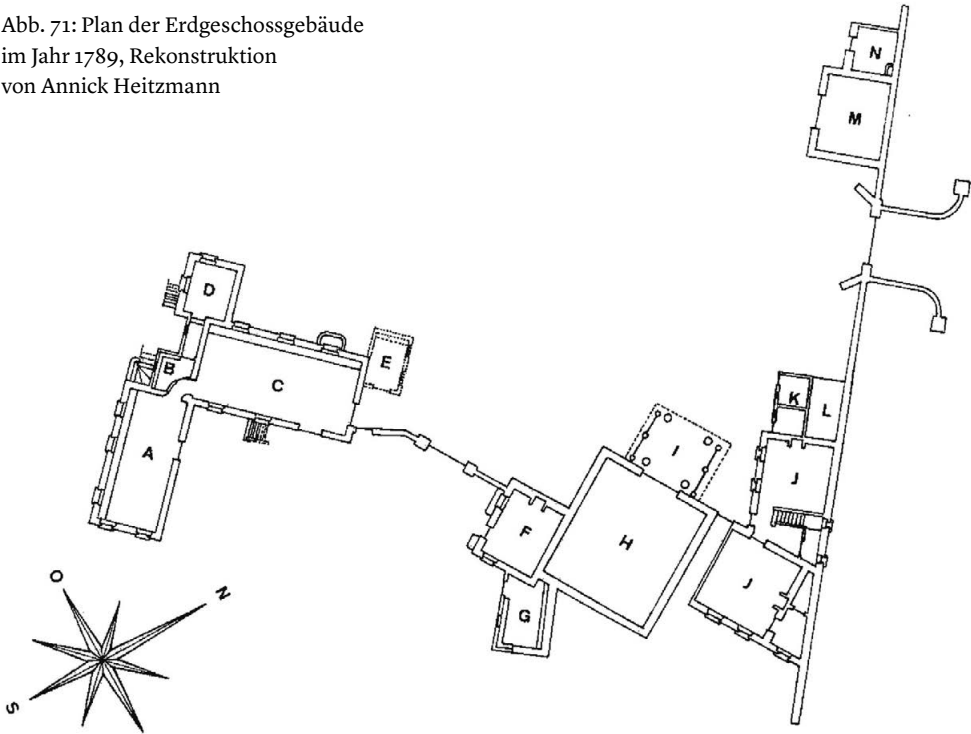 Abb. 71: Plan der Erdgeschossgebäude
im Jahr 1789, Rekonstruktion
von Annick Heitzmann
N
M
D
B
C
E
A
K
L
I
J
F
H
J
G
O
N
S